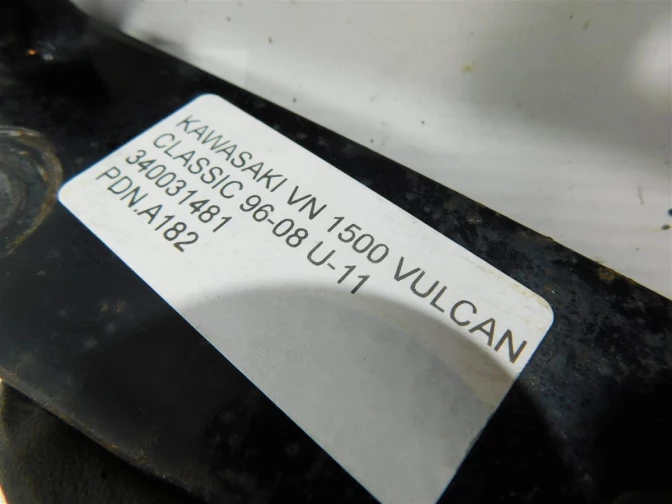 KAWASAKI VN 1500 VULCAN
CLASSIC 96-08 U-11
340031481
PDN.A182